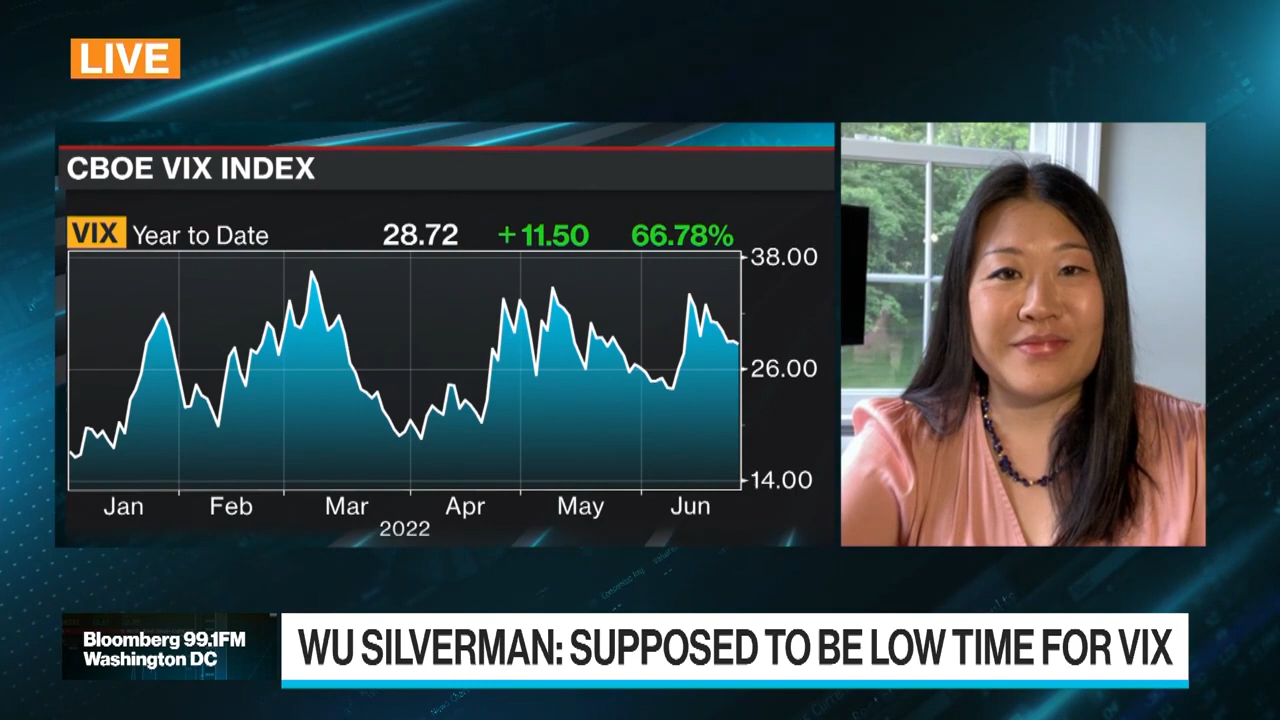 LIVE
CBOE VIX INDEX
VIX Year to Date 28.72 +11.50 66.78%
38.00
26.00
14.00
Jan Feb Mar Apr May Jun
2022
Bloomberg 99.1FM
Washington DC
WU SILVERMAN: SUPPOSED TO BE LOW TIME FOR VIX